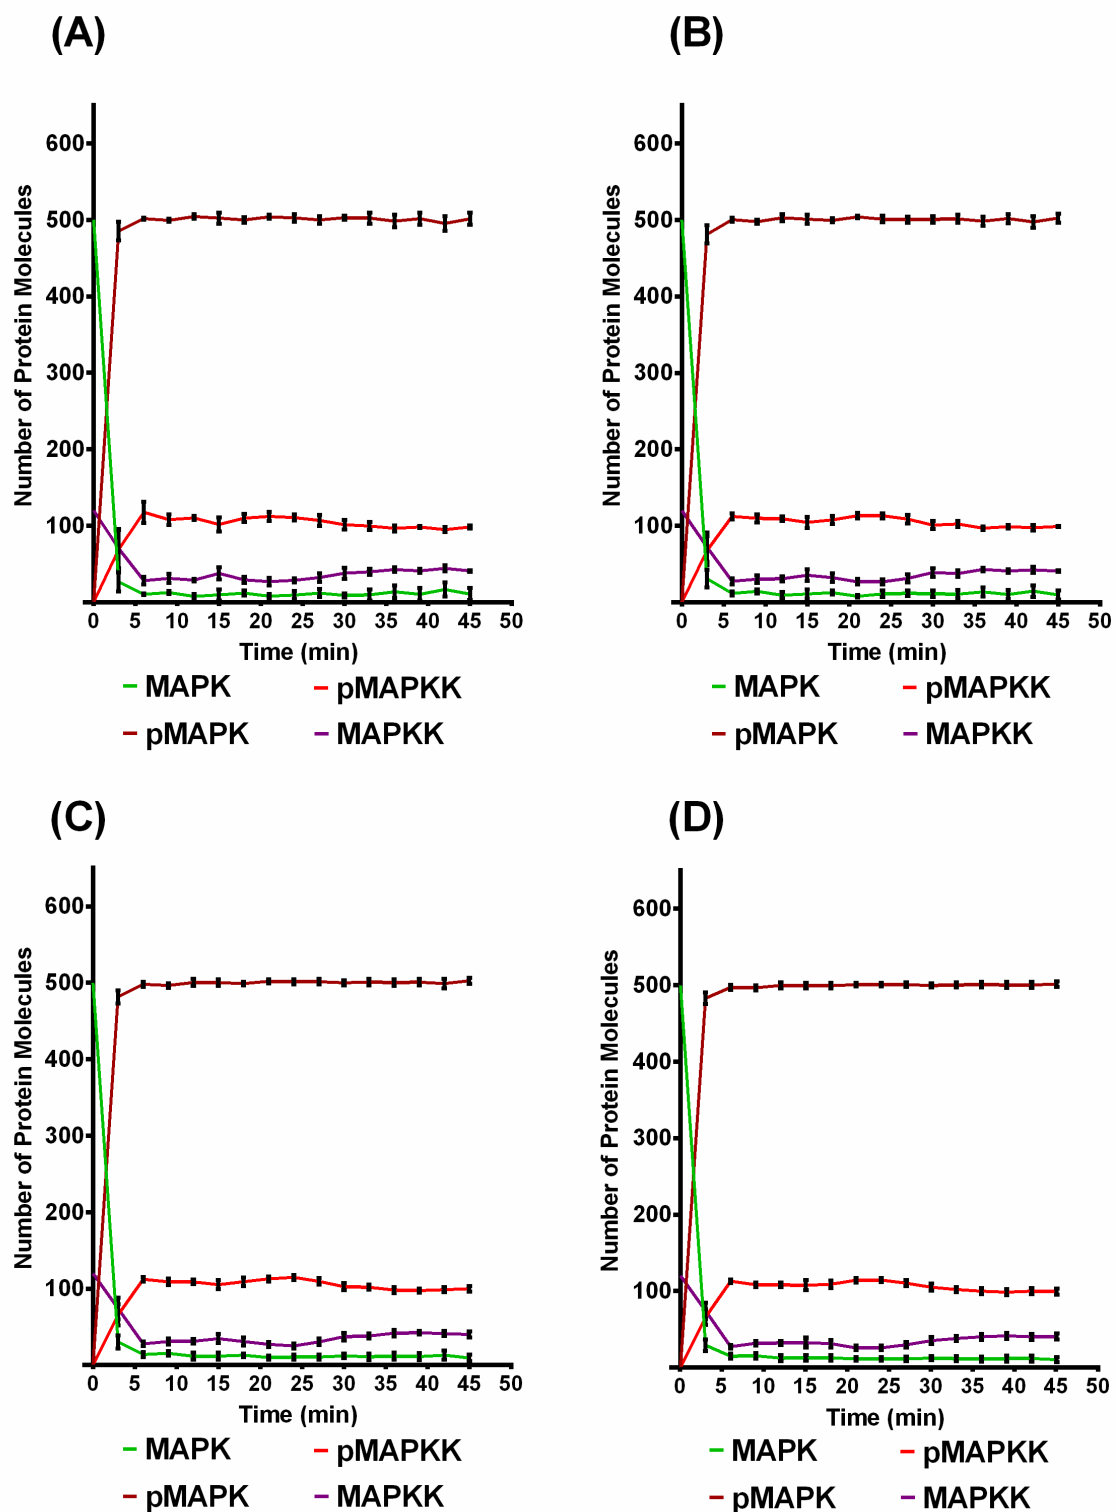 (A)
(B)
Number of Protein Molecules
600
500
400
300
200
100
0 5 10 15 20 25 30 35 40 45 50
Time (min)
MAPK pMAPKK
pMAPK MAPKK
Number of Protein Molecules
600
500
400
300
200
100
0 5 10 15 20 25 30 35 40 45 50
Time (min)
MAPK pMAPKK
pMAPK MAPKK
(C)
(D)
Number of Protein Molecules
600
500
400
300
200
100
0 5 10 15 20 25 30 35 40 45 50
Time (min)
MAPK pMAPKK
pMAPK MAPKK
Number of Protein Molecules
600
500
400
300
200
100
0 5 10 15 20 25 30 35 40 45 50
Time (min)
MAPK pMAPKK
pMAPK MAPKK